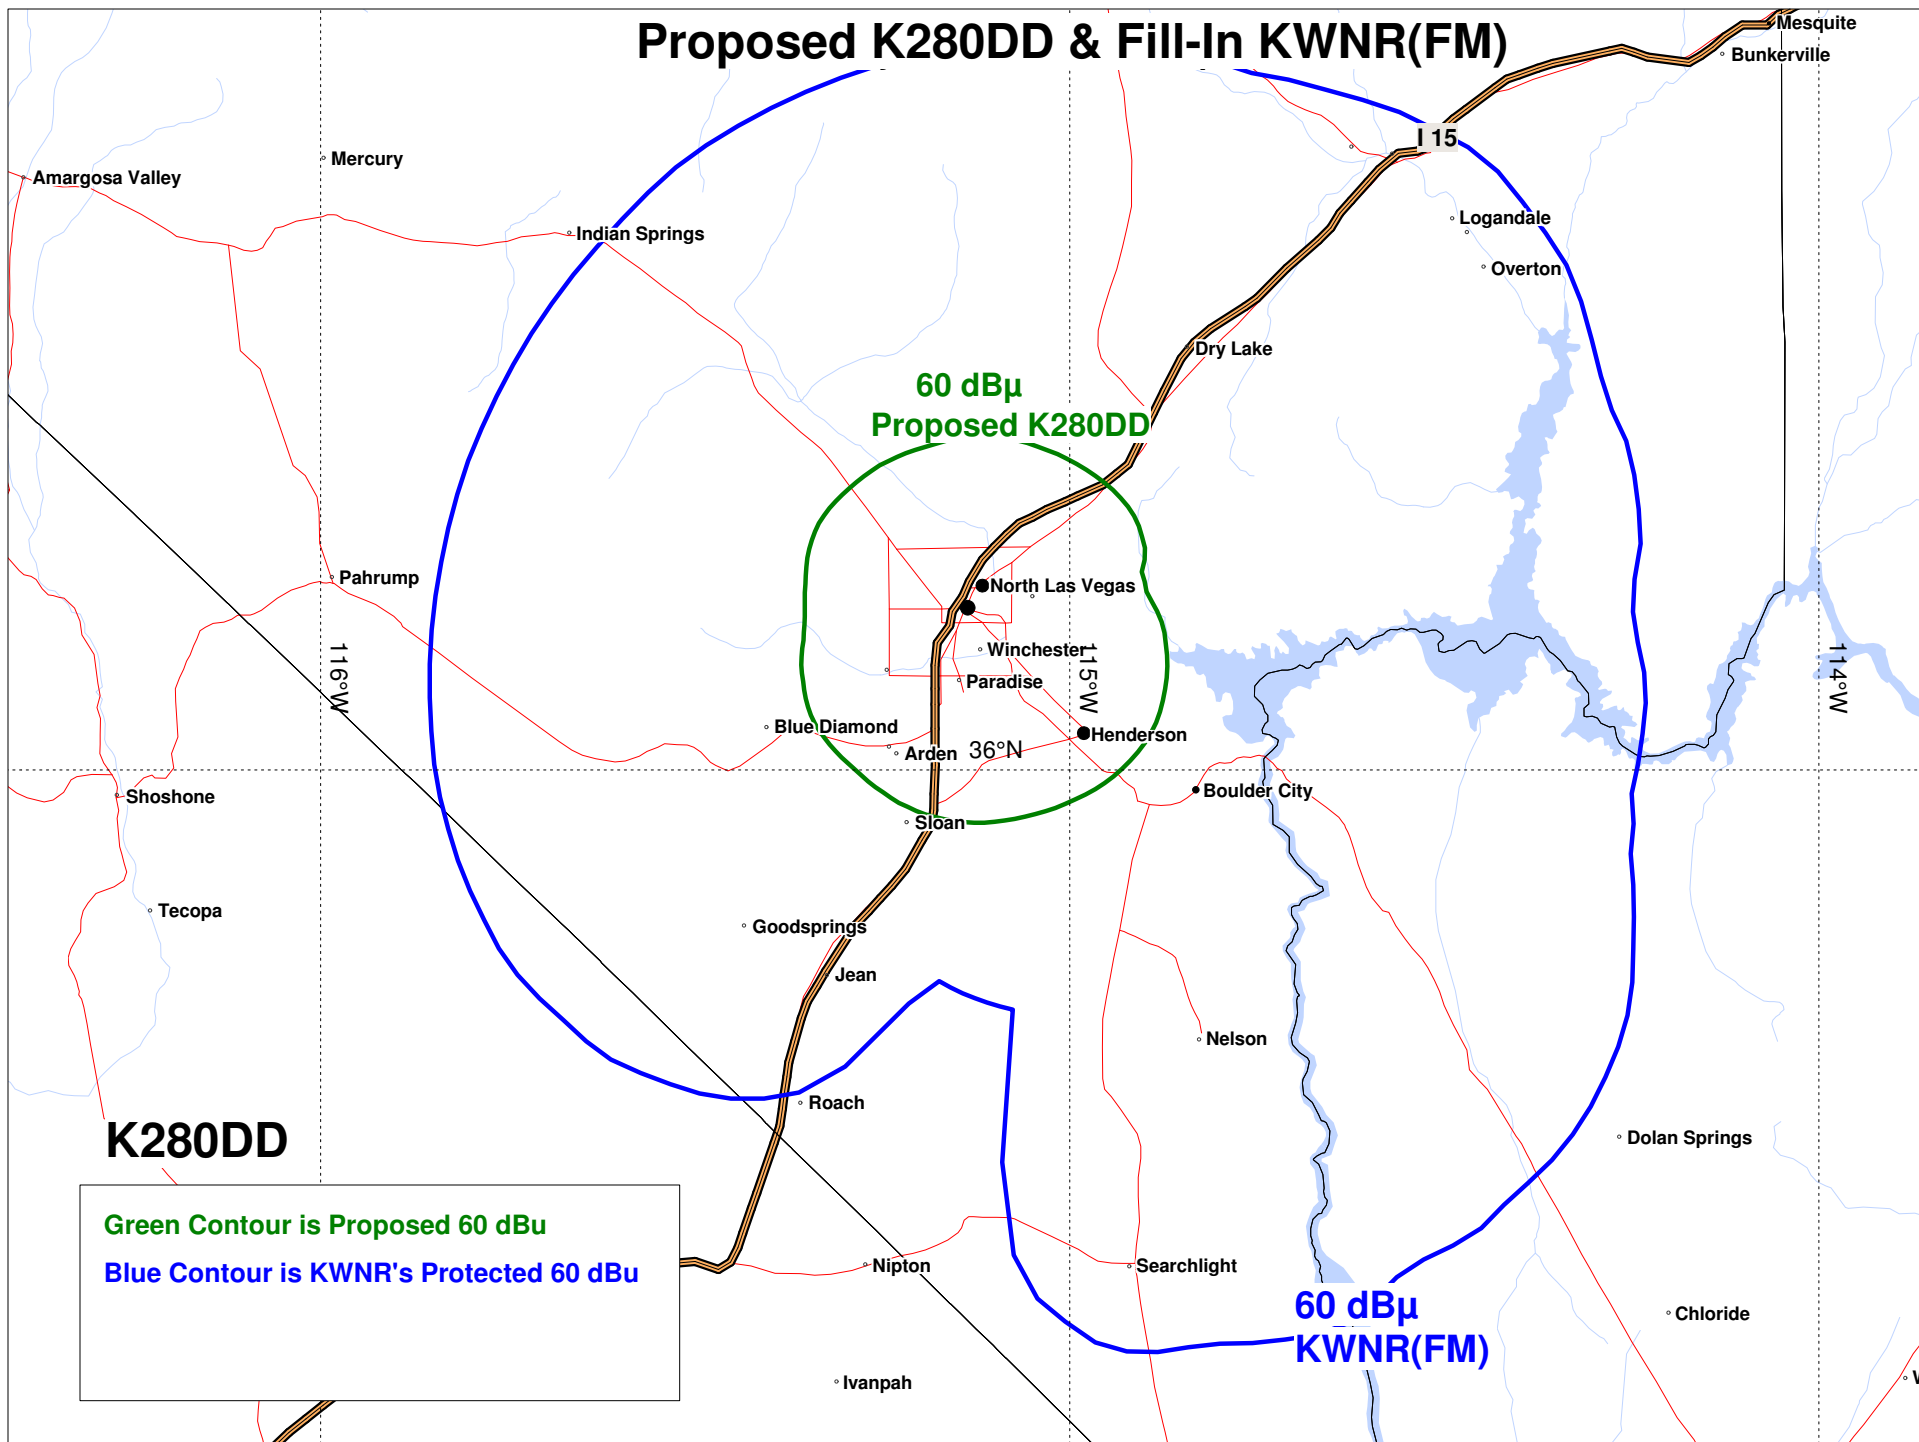 Proposed K280DD & Fill-In KWNR(FM)
Mesquite
Bunkerville
I 15
Mercury
Amargosa Valley
Indian Springs
Logandale
Overton
Dry Lake
60 dBµ
Proposed K280DD
Pahrump
North Las Vegas
Winchester
Paradise
116°W
115°W
114°W
Blue Diamond
Henderson
Arden
36°N
Boulder City
Shoshone
Sloan
Tecopa
Goodsprings
Jean
Nelson
Roach
K280DD
Dolan Springs
Green Contour is Proposed 60 dBu
Blue Contour is KWNR's Protected 60 dBu
Nipton
Searchlight
60 dBµ
KWNR(FM)
Chloride
Ivanpah